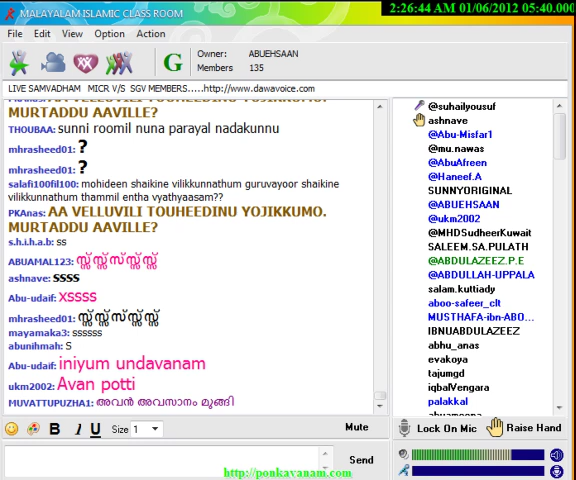 MALAYALAM ISLAMIC CLASS ROOM
2:26:44 AM 01/06/2012 05:40.000
File Edit View Option Action
G
Owner: ABUEHSAAN
Members 135
LIVE SAMVADHAM MICR V/S SGV MEMBERS.....http://www.dawavoice.com
AA VELLUVILI TOUHEEDINU YOJIKKUMO.
MURTADDU AAVILLE?
THOUBAA: sunni roomil nuna parayal nadakunnu
mhrasheed01: ?
mhrasheed01: ?
salafi100fil100: mohideen shaikine vilikkunnathum guruvayoor shaikine
vilikkunnathum thammil entha vyathyaasam??
PKAnas: AA VELLUVILI TOUHEEDINU YOJIKKUMO.
MURTADDU AAVILLE?
s.h.i.h.a.b: ss
ABUAMAL123: സ്സ്സ്സ്സ്സ്സ്
ashnave: ssss
Abu-udaif: xssss
mhrasheed01: സ്സ്സ്സ്സ്സ്സ്
mayamaka3: ssssss
abunihmah: S
Abu-udaif: iniyum undavanam
ukm2002: Avan potti
MUVATTUPUZHA1: അവന്‍ അവസാനം മുങ്ങി
@suhailyousuf
ashnave
@Abu-Misfar1
@mu.nawas
@AbuAfreen
@Haneef.A
SUNNYORIGINAL
@ABUEHSAAN
@ukm2002
@MHDSudheerKuwait
SALEEM.SA.PULATH
@ABDULAZEEZ.P.E
@ABDULLAH-UPPALA
salam.kuttiady
aboo-safeer_clt
MUSTHAFA-ibn-ABO...
IBNUABDULAZEEZ
abhu_anas
evakoya
tajumgd
iqbalVengara
palakkal
B I U Size 1
Mute
Lock On Mic
Raise Hand
Send
http://ponkavanam.com